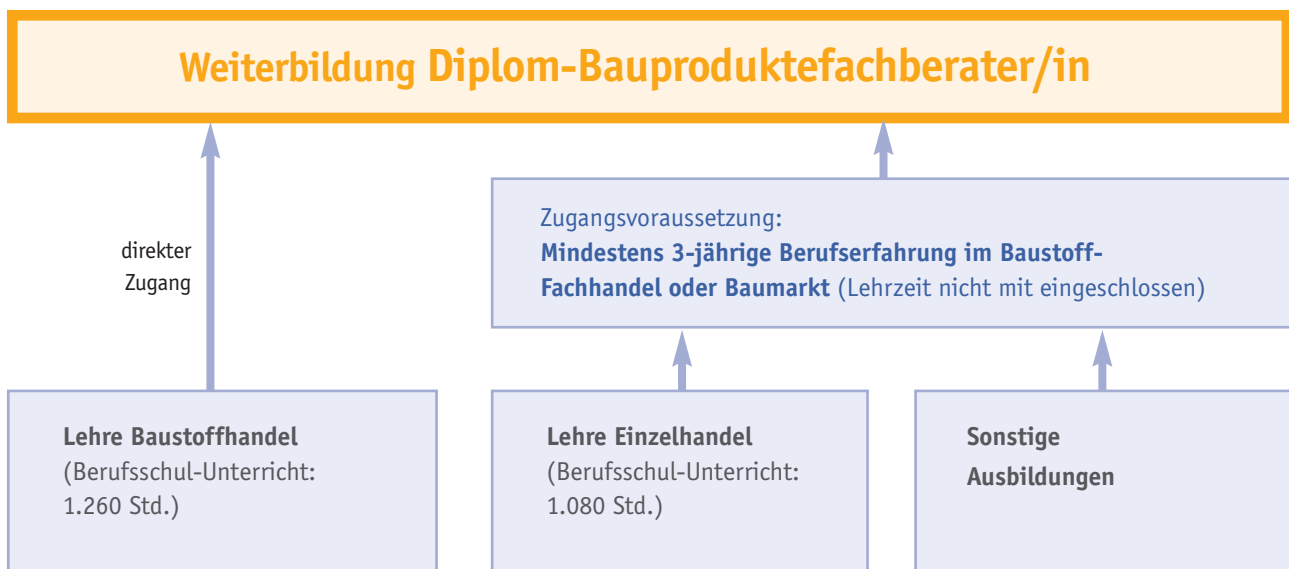 Weiterbildung Diplom-Bauproduktefachberater/in
direkter
Zugang
Zugangsvoraussetzung:
Mindestens 3-jährige Berufserfahrung im Baustoff-
Fachhandel oder Baumarkt (Lehrzeit nicht mit eingeschlossen)
Lehre Baustoffhandel
(Berufsschul-Unterricht:
1.260 Std.)
Lehre Einzelhandel
(Berufsschul-Unterricht:
1.080 Std.)
Sonstige
Ausbildungen